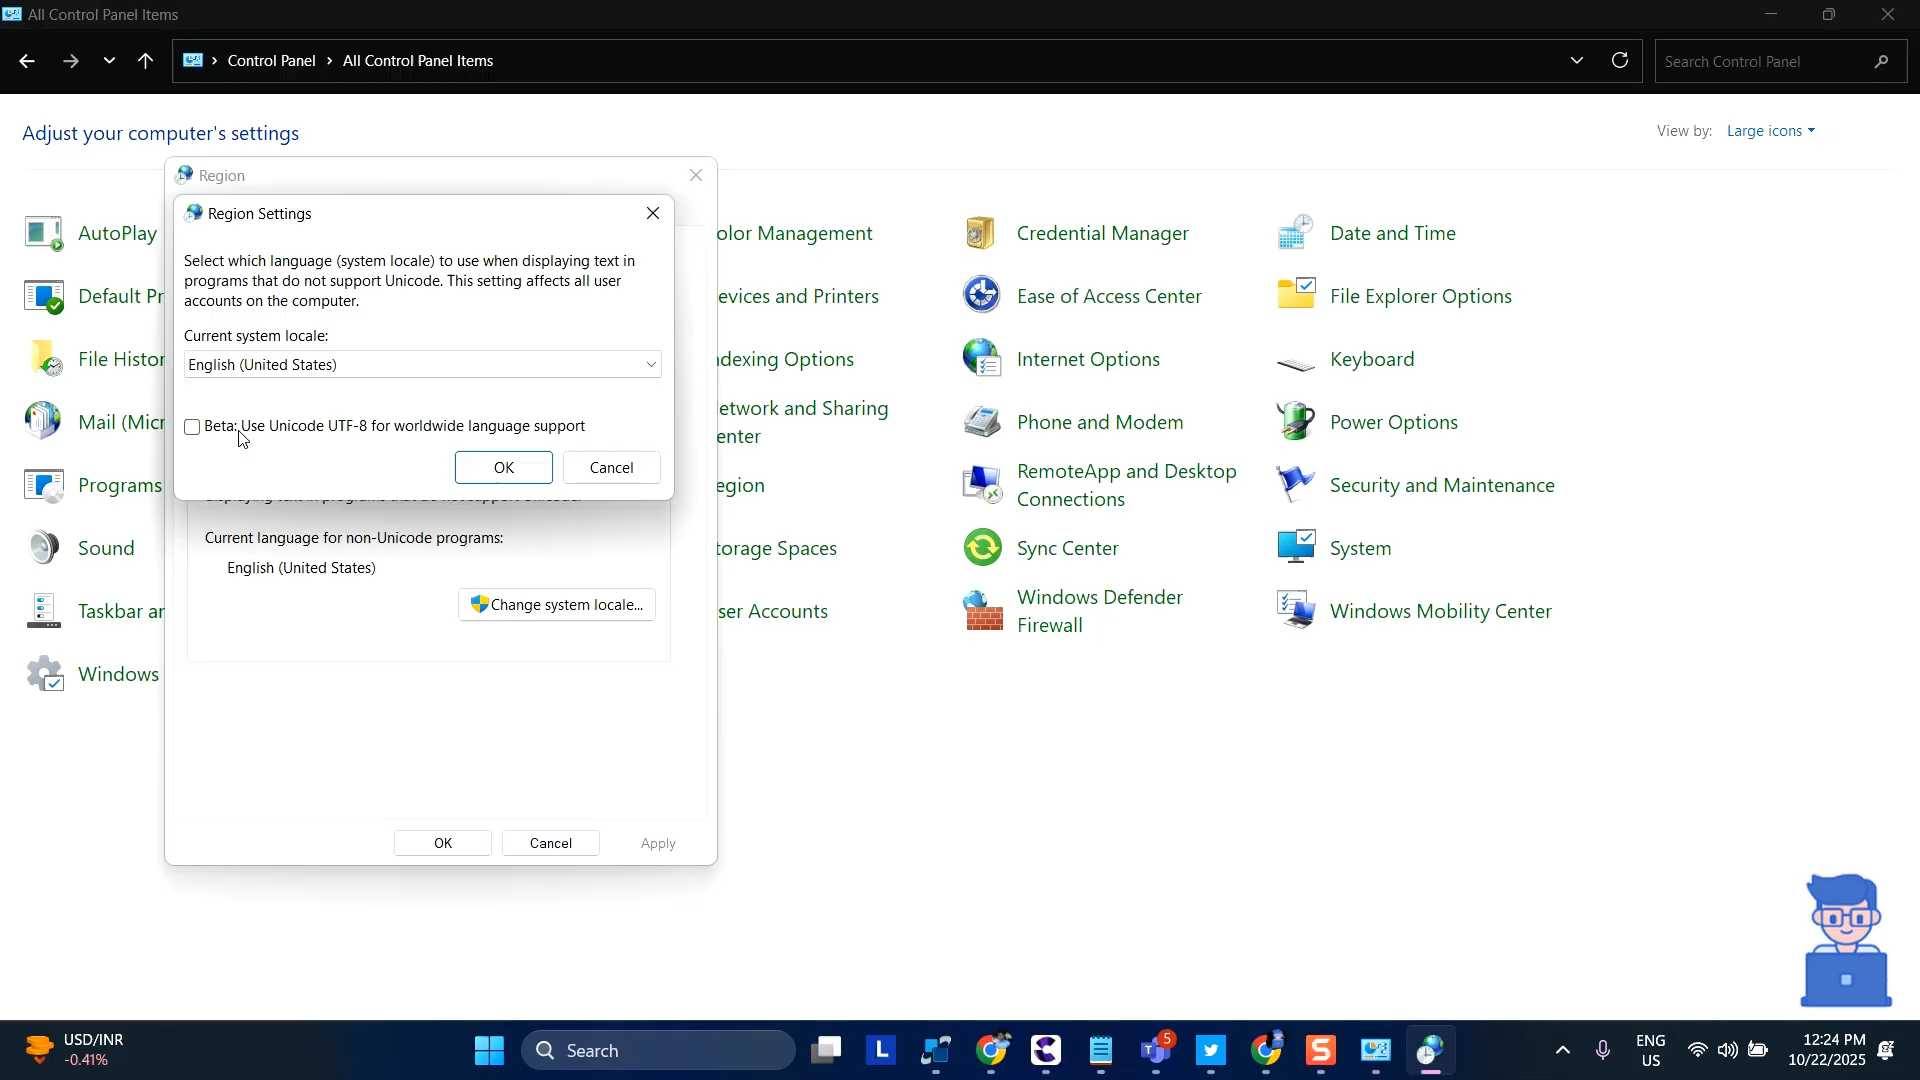 All Control Panel Items
Control Panel > All Control Panel Items
Search Control Panel
Adjust your computer's settings
View by: Large icons
Region
Region Settings
Select which language (system locale) to use when displaying text in
programs that do not support Unicode. This setting affects all user
accounts on the computer.
Current system locale:
English (United States)
Beta: Use Unicode UTF-8 for worldwide language support
OK
Cancel
Current language for non-Unicode programs:
English (United States)
Change system locale...
OK
Cancel
Apply
AutoPlay
olor Management
Credential Manager
Date and Time
Default Pr
evices and Printers
Ease of Access Center
File Explorer Options
File Histor
dexing Options
Internet Options
Keyboard
Mail (Micr
etwork and Sharing
enter
Phone and Modem
Power Options
Programs
egion
RemoteApp and Desktop
Connections
Security and Maintenance
Sound
torage Spaces
Sync Center
System
Taskbar ar
ser Accounts
Windows Defender
Firewall
Windows Mobility Center
Windows
USD/INR
-0.41%
Search
L
5
S
ENG
US
12:24 PM
10/22/2025